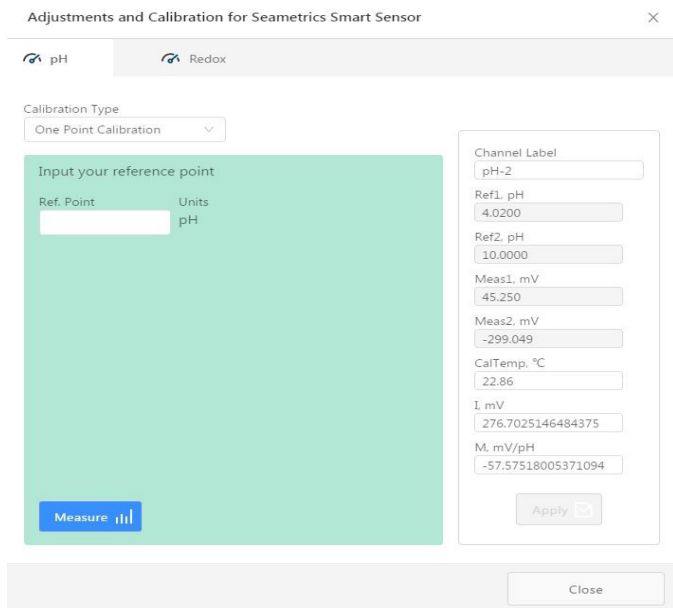 Adjustments and Calibration for Seametrics Smart Sensor
pH
Redox
Calibration Type
One Point Calibration
Input your reference point
Ref. Point Units
pH
Measure
Channel Label
pH-2
Ref1, pH
4.0200
Ref2, pH
10.0000
Meas1, mV
45.250
Meas2, mV
-299.049
CalTemp, °C
22.86
I, mV
276.7025146484375
M, mV/pH
-57.57518005371094
Apply
Close